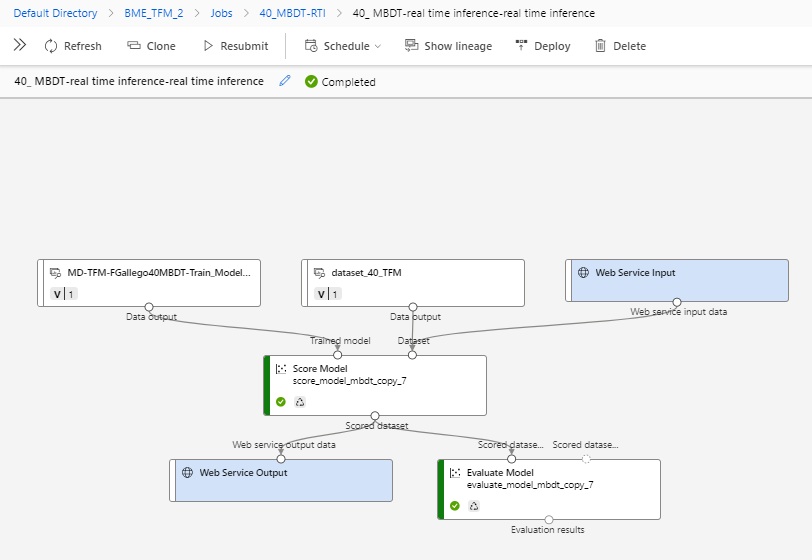 Default Directory > BME_TFM_2 > Jobs > 40_MBDT-RTI > 40_ MBDT-real time inference-real time inference
Refresh Clone Resubmit Schedule Show lineage Deploy Delete
40_ MBDT-real time inference-real time inference Completed
MD-TFM-FGallego40MBDT-Train_Model...
V 1
Data output
dataset_40_TFM
V 1
Data output
Web Service Input
Web service input data
Trained model
Dataset
Score Model
score_model_mbdt_copy_7
Scored dataset
Web service output data
Scored datase...
Scored datase...
Web Service Output
Evaluate Model
evaluate_model_mbdt_copy_7
Evaluation results